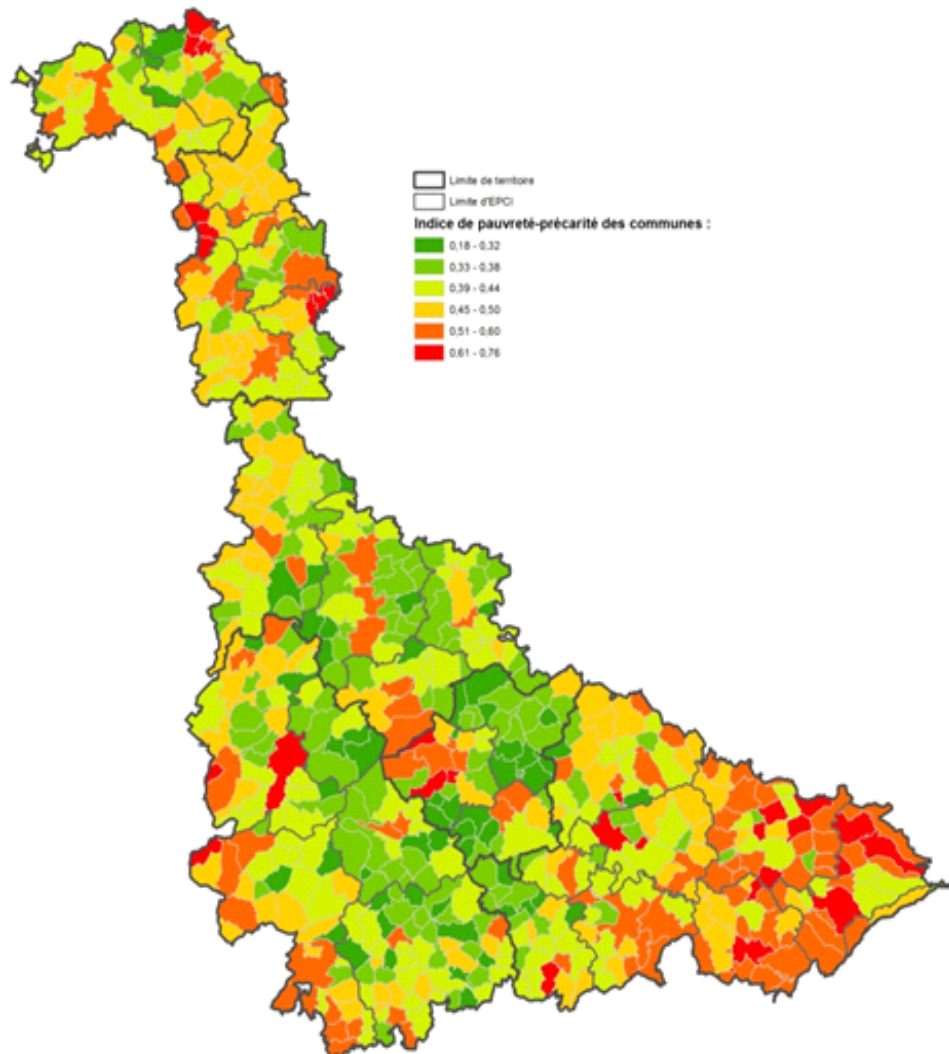 Limite de territoire
Limite d'EPCI
Indice de pauvreté-précarité des communes :
0,18 - 0,32
0,33 - 0,38
0,39 - 0,44
0,45 - 0,50
0,51 - 0,60
0,61 - 0,76